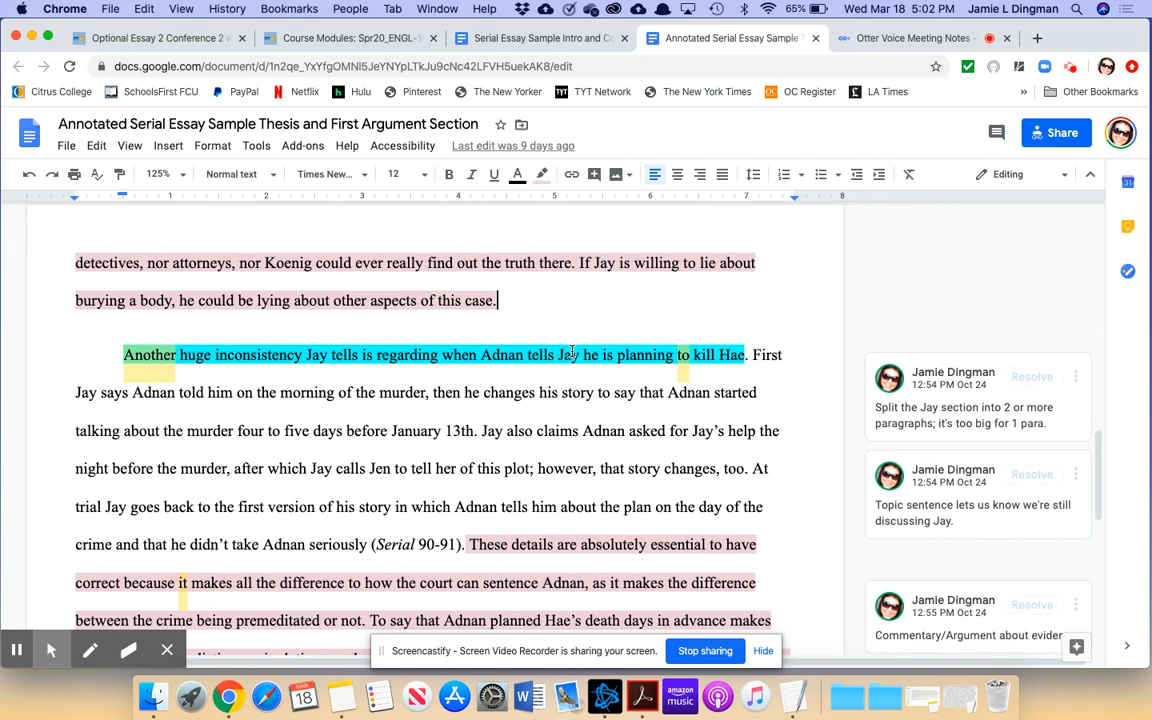 Chrome File Edit View History Bookmarks People Tab Window Help 65% Wed Mar 18 5:02 PM Jamie L Dingman
Optional Essay 2 Conference 2 w × Course Modules: Spr20_ENGL-1 × Serial Essay Sample Intro and Co × Annotated Serial Essay Sample T × Otter Voice Meeting Notes - × +
docs.google.com/document/d/1n2qe_YxYfgOMNl5JeYNYpLTkJu9cNc42LFVH5uekAK8/edit
Citrus College SchoolsFirst FCU PayPal Netflix Hulu Pinterest The New Yorker TYT Network The New York Times OC Register LA Times » Other Bookmarks
Annotated Serial Essay Sample Thesis and First Argument Section
Share
File Edit View Insert Format Tools Add-ons Help Accessibility Last edit was 9 days ago
125% Normal text Times New... 12 B I U A Editing
1 2 3 4 5 6 7 8
detectives, nor attorneys, nor Koenig could ever really find out the truth there. If Jay is willing to lie about
burying a body, he could be lying about other aspects of this case.
Another huge inconsistency Jay tells is regarding when Adnan tells Jay he is planning to kill Hae. First
Jay says Adnan told him on the morning of the murder, then he changes his story to say that Adnan started
talking about the murder four to five days before January 13th. Jay also claims Adnan asked for Jay's help the
night before the murder, after which Jay calls Jen to tell her of this plot; however, that story changes, too. At
trial Jay goes back to the first version of his story in which Adnan tells him about the plan on the day of the
crime and that he didn't take Adnan seriously (Serial 90-91). These details are absolutely essential to have
correct because it makes all the difference to how the court can sentence Adnan, as it makes the difference
between the crime being premeditated or not. To say that Adnan planned Hae's death days in advance makes
Jamie Dingman
12:54 PM Oct 24
Resolve
Split the Jay section into 2 or more
paragraphs; it's too big for 1 para.
Jamie Dingman
12:54 PM Oct 24
Resolve
Topic sentence lets us know we're still
discussing Jay.
Jamie Dingman
12:55 PM Oct 24
Resolve
Commentary/Argument about eviden
Screencastify - Screen Video Recorder is sharing your screen. Stop sharing Hide
MAR
18
amazon
music